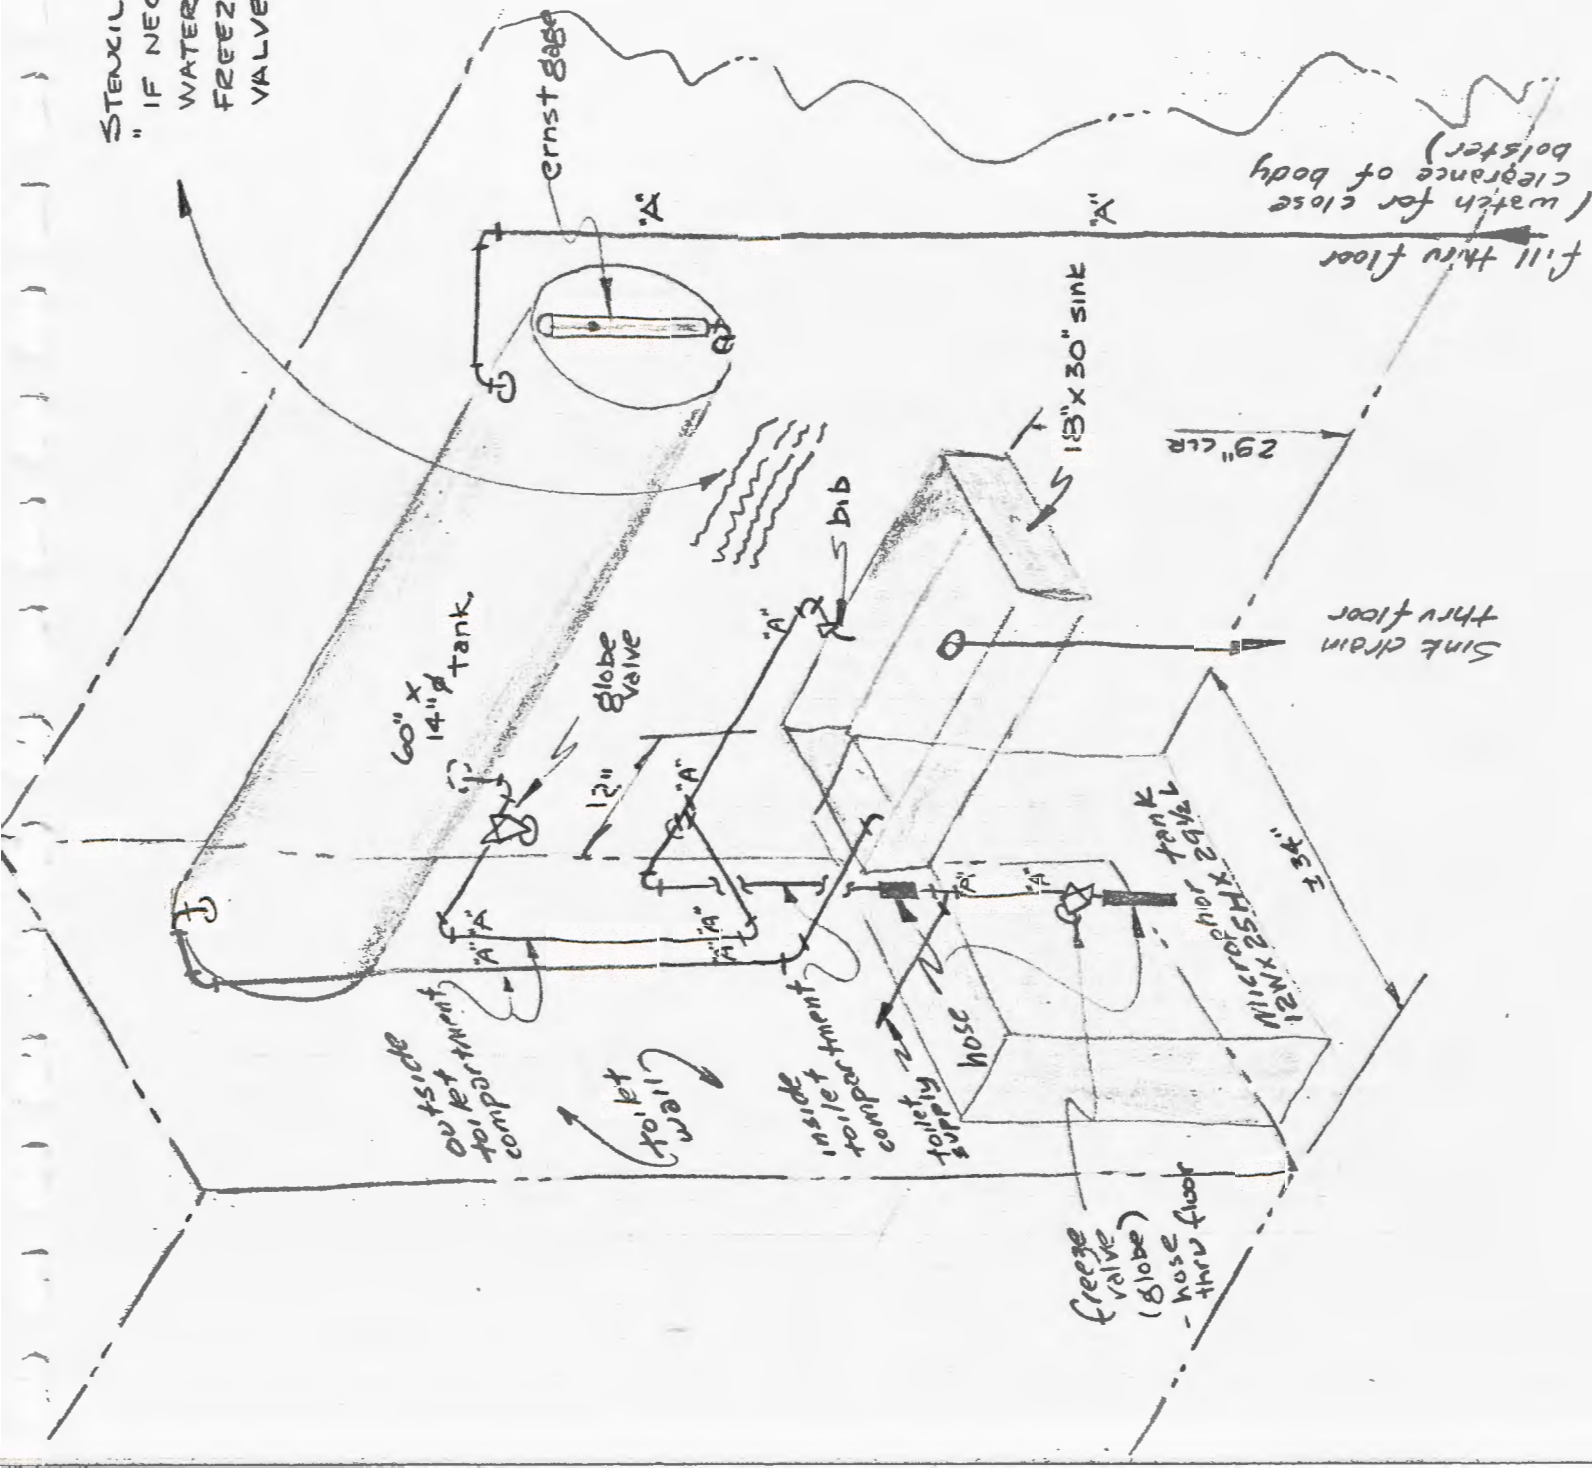 STENCIL
" IF NEC
WATER
FREEZ
VALVE
ernst gage
"A"
"A"
fill thru floor
( watch for close
clearance of body
bolster)
60" x
14"ø tank
globe
valve
12"
"A"
"A"
bib
18" x 30" sink
29" CLR
sink drain
thru floor
"A"
"A"
"A"
"A"
outside
toilet
compartment
toilet
wall
inside
toilet
compartment
toilet
supply
hose
"A"
"A"
Microphor tank
12W x 25H x 29½ L
±34"
freeze
valve
(globe)
- hose
thru floor